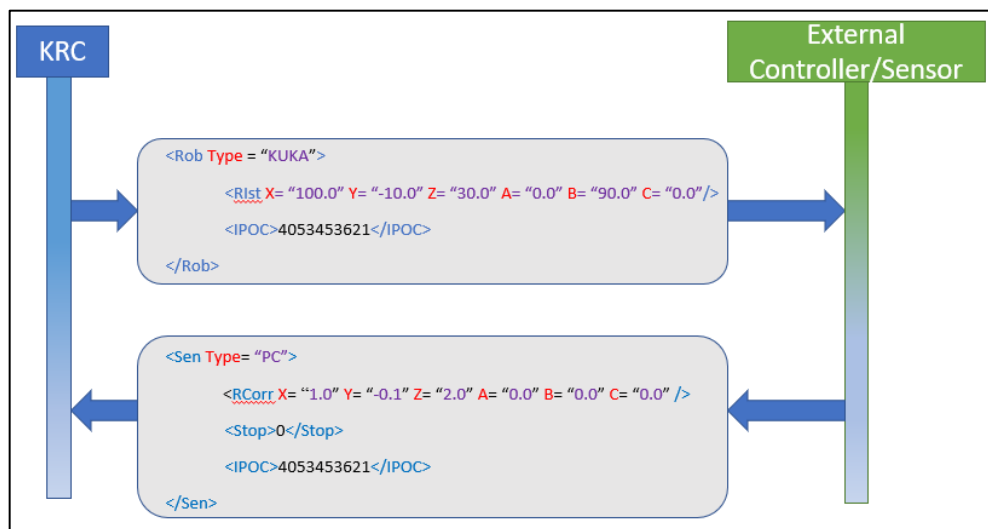 KRC
External
Controller/Sensor
<Rob Type = “KUKA”>
<RIst X= “100.0” Y= “-10.0” Z= “30.0” A= “0.0” B= “90.0” C= “0.0”/>
<IPOC>4053453621</IPOC>
</Rob>
<Sen Type= “PC”>
<RCorr X= “1.0” Y= “-0.1” Z= “2.0” A= “0.0” B= “0.0” C= “0.0” />
<Stop>0</Stop>
<IPOC>4053453621</IPOC>
</Sen>